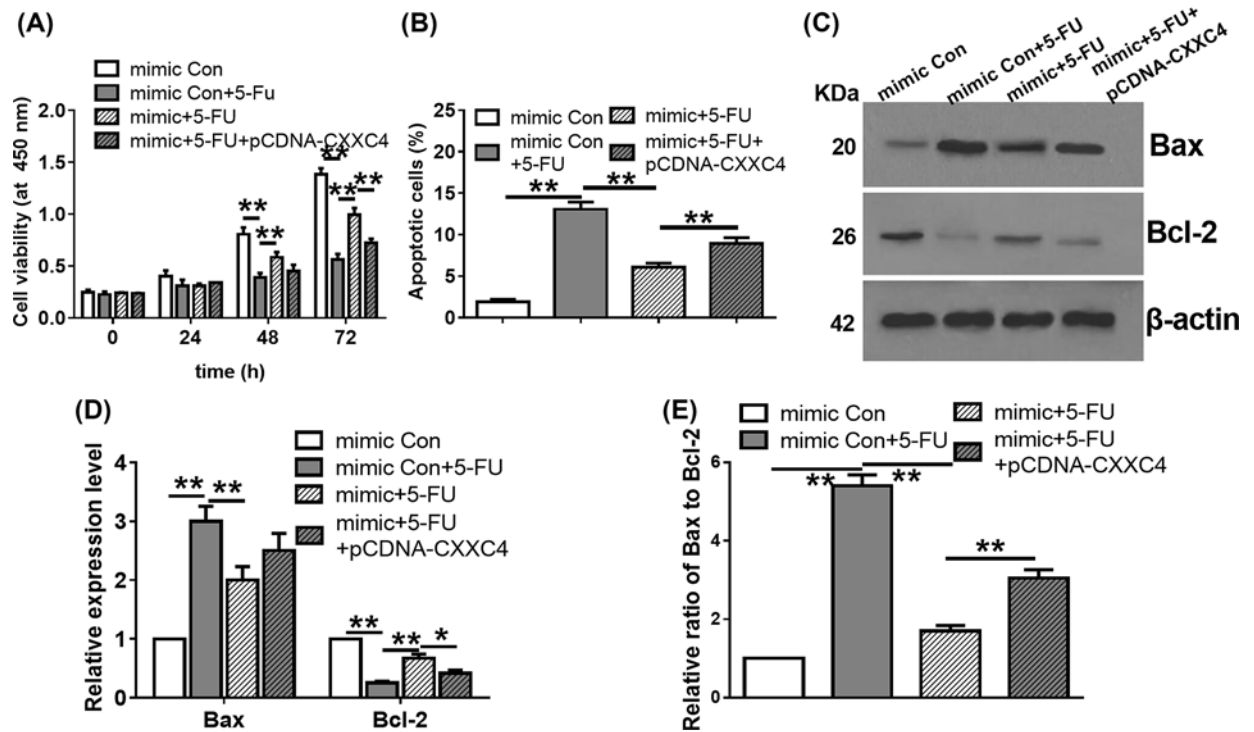 (A)
mimic Con
mimic Con+5-Fu
mimic+5-FU
mimic+5-FU+pCDNA-CXXC4
Cell viability (at 450 nm)
2.0
1.5
1.0
0.5
0.0
**
**
**
**
**
0
24
48
72
time (h)
(B)
mimic Con
mimic Con
+5-FU
mimic+5-FU
mimic+5-FU+
pCDNA-CXXC4
Apoptotic cells (%)
25
20
15
10
5
0
**
**
**
(C)
mimic Con
mimic Con+5-FU
mimic+5-FU
mimic+5-FU+
pCDNA-CXXC4
KDa
20
Bax
26
Bcl-2
42
β-actin
(D)
mimic Con
mimic Con+5-FU
mimic+5-FU
mimic+5-FU
+pCDNA-CXXC4
Relative expression level
4
3
2
1
0
**
**
**
**
*
Bax
Bcl-2
(E)
mimic Con
mimic Con+5-FU
mimic+5-FU
mimic+5-FU
+pCDNA-CXXC4
Relative ratio of Bax to Bcl-2
6
4
2
0
**
**
**